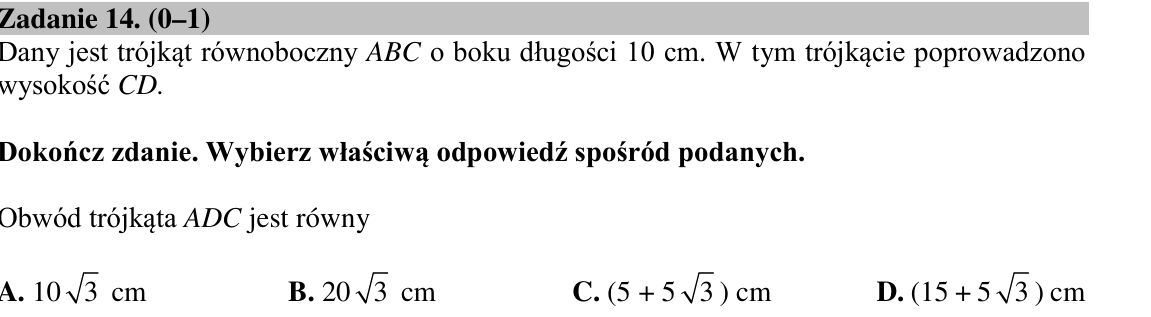 Zadanie 14. (0–1)
Dany jest trójkąt równoboczny ABC o boku długości 10 cm. W tym trójkącie poprowadzono
wysokość CD.
Dokończ zdanie. Wybierz właściwą odpowiedź spośród podanych.
Obwód trójkąta ADC jest równy
A. 10√3 cm B. 20√3 cm C. (5 + 5√3) cm D. (15 + 5√3) cm